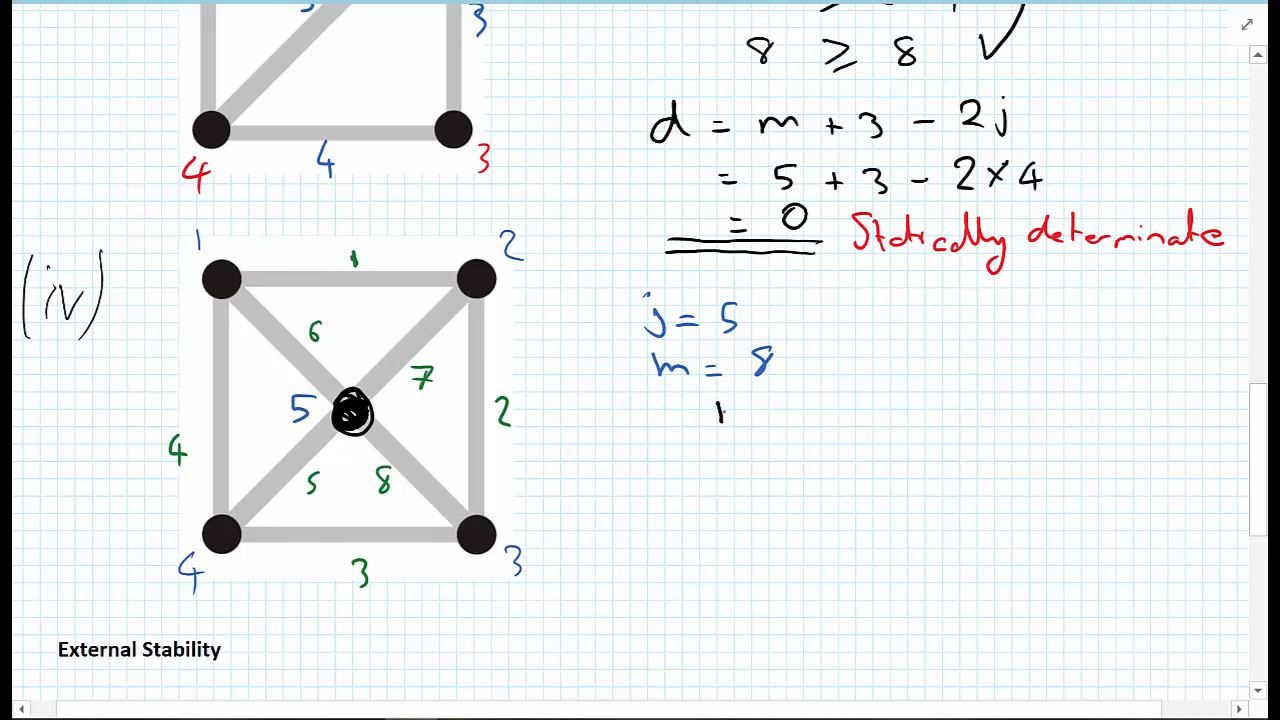 3
4
4
3
8 ≥ 8 ✓
d = m + 3 - 2j
= 5 + 3 - 2 × 4
= 0 Statically determinate
(iv)
1
1
2
6
7
5
4
2
5
8
4
3
3
j = 5
m = 8
External Stability